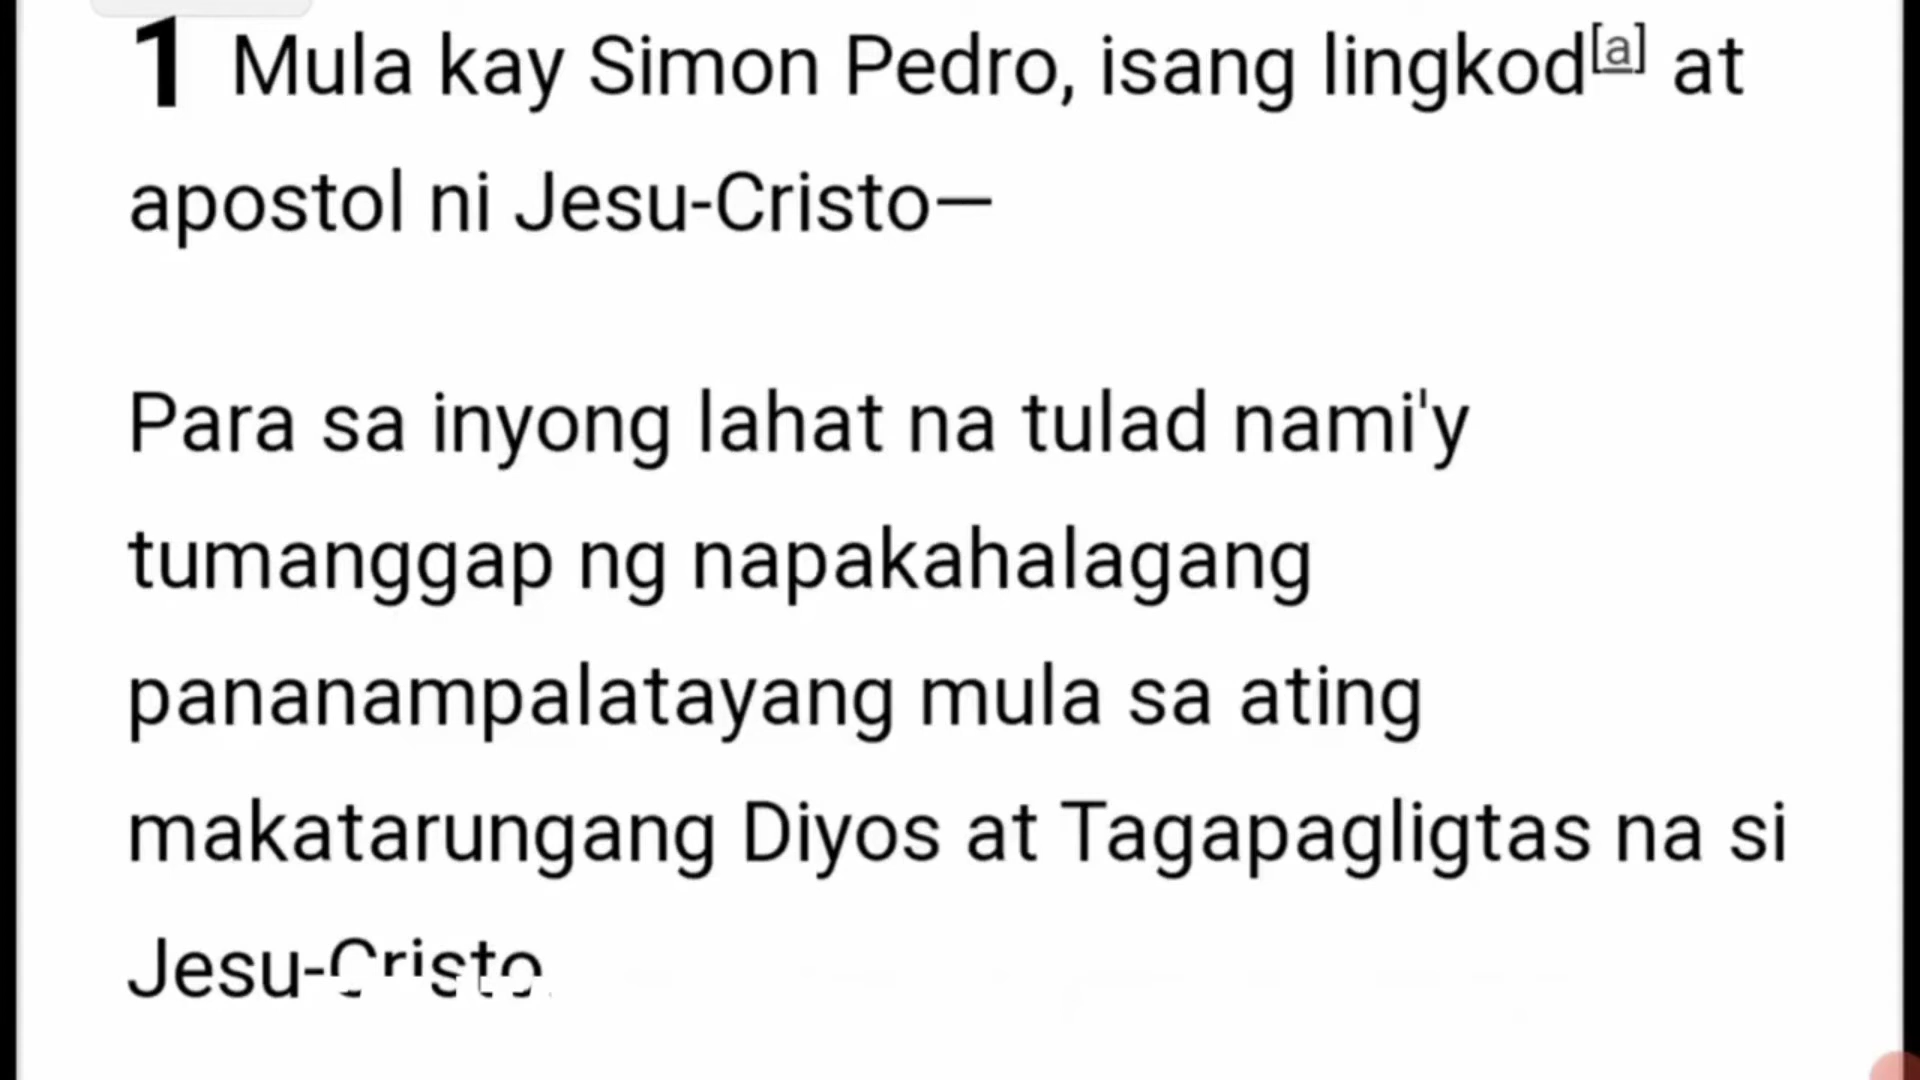 1 Mula kay Simon Pedro, isang lingkod[a] at
apostol ni Jesu-Cristo—
Para sa inyong lahat na tulad nami'y
tumanggap ng napakahalagang
pananampalatayang mula sa ating
makatarungang Diyos at Tagapagligtas na si
Jesu-Cristo.